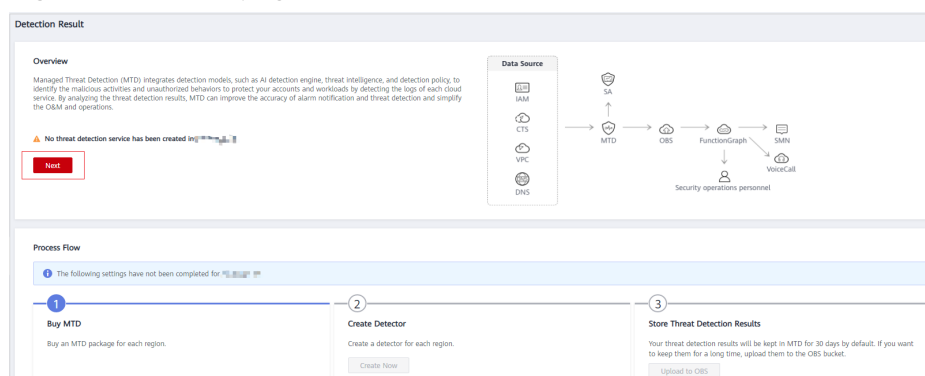 Detection Result
Overview
Managed Threat Detection (MTD) integrates detection models, such as AI detection engine, threat intelligence, and detection policy, to
identify the malicious activities and unauthorized behaviors to protect your accounts and workloads by detecting the logs of each cloud
service. By analyzing the threat detection results, MTD can improve the accuracy of alarm notification and threat detection and simplify
the O&M and operations.
No threat detection service has been created in
Next
Data Source
IAM
CTS
VPC
DNS
SA
MTD
OBS
FunctionGraph
SMN
VoiceCall
Security operations personnel
Process Flow
The following settings have not been completed for
1
Buy MTD
Buy an MTD package for each region.
2
Create Detector
Create a detector for each region.
Create Now
3
Store Threat Detection Results
Your threat detection results will be kept in MTD for 30 days by default. If you want
to keep them for a long time, upload them to the OBS bucket.
Upload to OBS